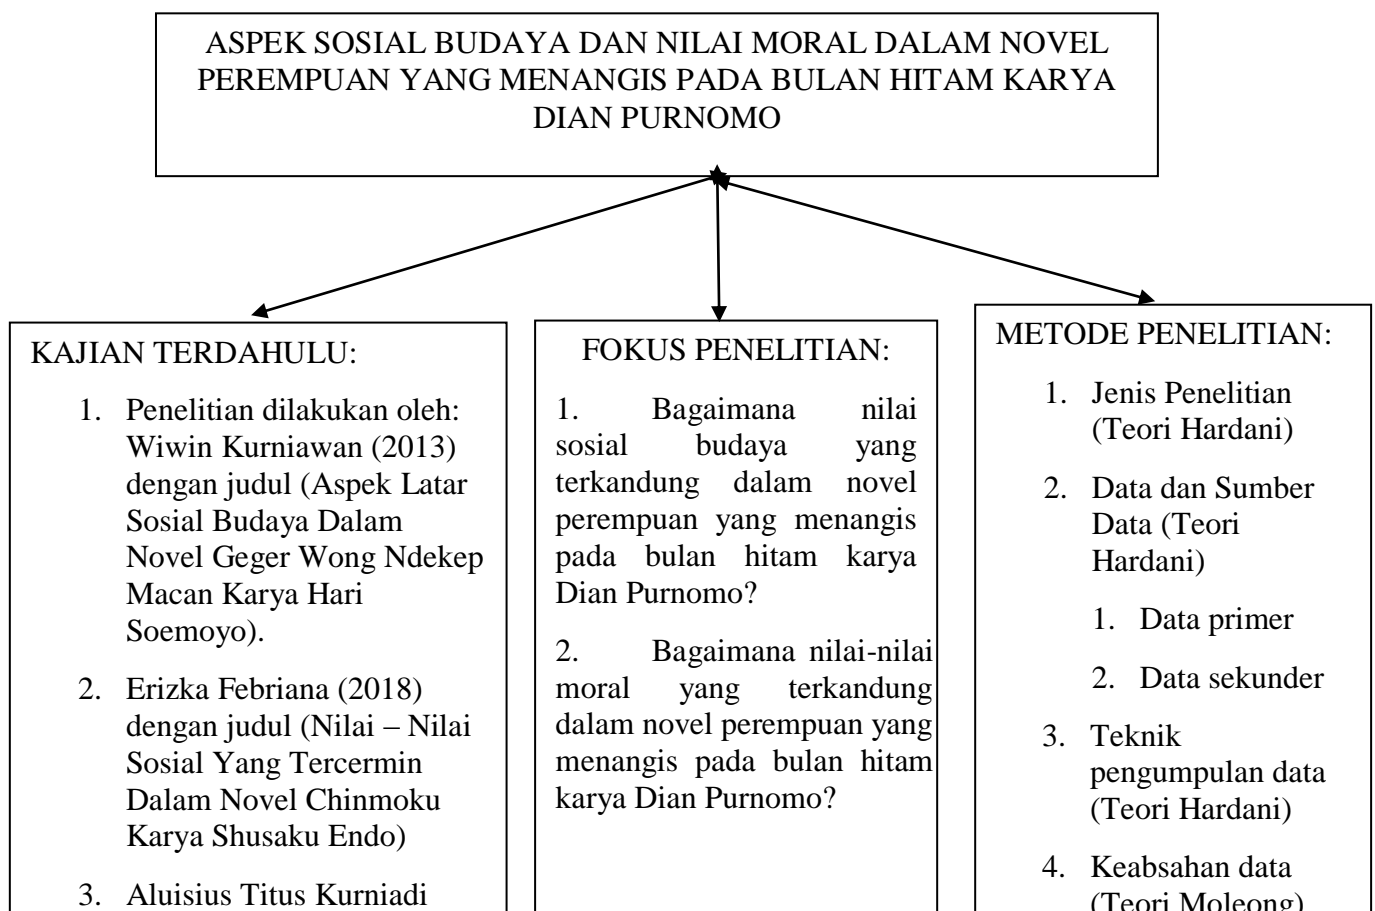 ASPEK SOSIAL BUDAYA DAN NILAI MORAL DALAM NOVEL
PEREMPUAN YANG MENANGIS PADA BULAN HITAM KARYA
DIAN PURNOMO
KAJIAN TERDAHULU:
1. Penelitian dilakukan oleh:
Wiwin Kurniawan (2013)
dengan judul (Aspek Latar
Sosial Budaya Dalam
Novel Geger Wong Ndekep
Macan Karya Hari
Soemoyo).
2. Erizka Febriana (2018)
dengan judul (Nilai – Nilai
Sosial Yang Tercermin
Dalam Novel Chinmoku
Karya Shusaku Endo)
3. Aluisius Titus Kurniadi
FOKUS PENELITIAN:
1. Bagaimana nilai
sosial budaya yang
terkandung dalam novel
perempuan yang menangis
pada bulan hitam karya
Dian Purnomo?
2. Bagaimana nilai-nilai
moral yang terkandung
dalam novel perempuan yang
menangis pada bulan hitam
karya Dian Purnomo?
METODE PENELITIAN:
1. Jenis Penelitian
(Teori Hardani)
2. Data dan Sumber
Data (Teori
Hardani)
1. Data primer
2. Data sekunder
3. Teknik
pengumpulan data
(Teori Hardani)
4. Keabsahan data
(Teori Moleong)